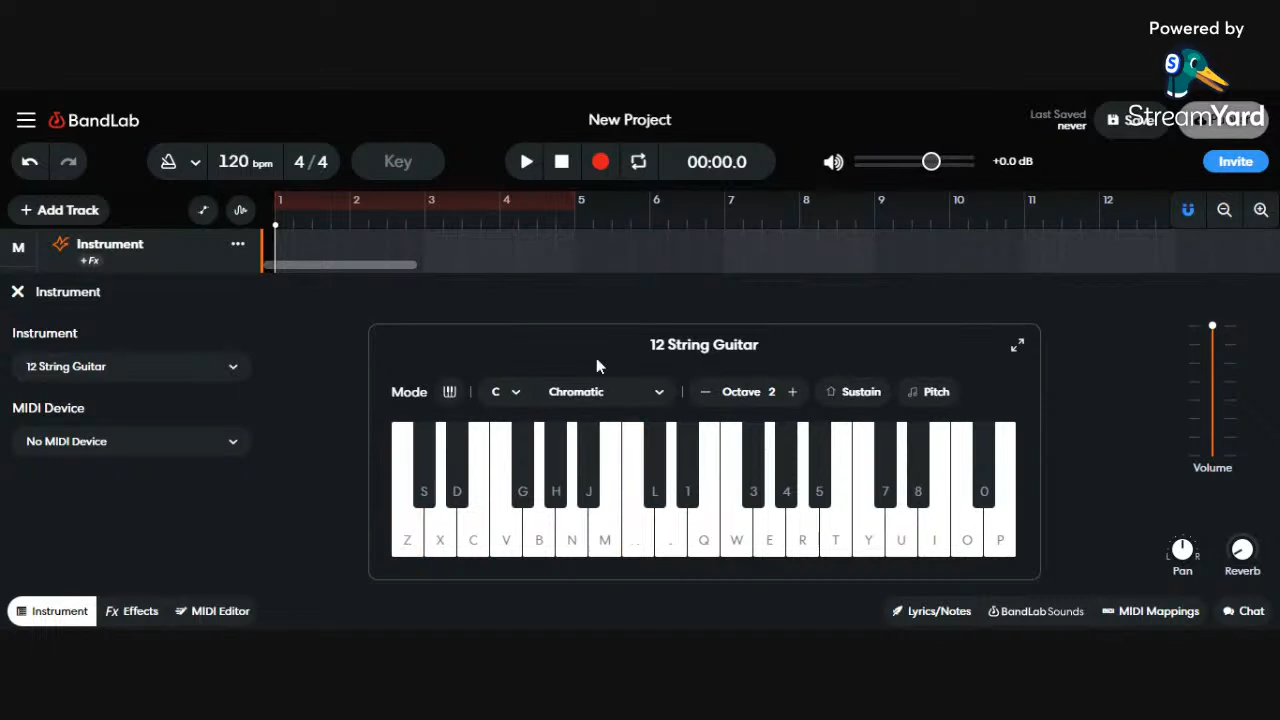 Powered by
StreamYard
BandLab
New Project
Last Saved
never
Save
120 bpm
4/4
Key
00:00.0
+0.0 dB
Invite
+ Add Track
1 2 3 4 5 6 7 8 9 10 11 12
M
Instrument
+ Fx
Instrument
Instrument
12 String Guitar
MIDI Device
No MIDI Device
12 String Guitar
Mode
C
Chromatic
Octave 2
Sustain
Pitch
S D G H J L 1 3 4 5 7 8 0
Z X C V B N M , . Q W E R T Y U I O P
Volume
L R
Pan
Reverb
Instrument
Fx Effects
MIDI Editor
Lyrics/Notes
BandLab Sounds
MIDI Mappings
Chat